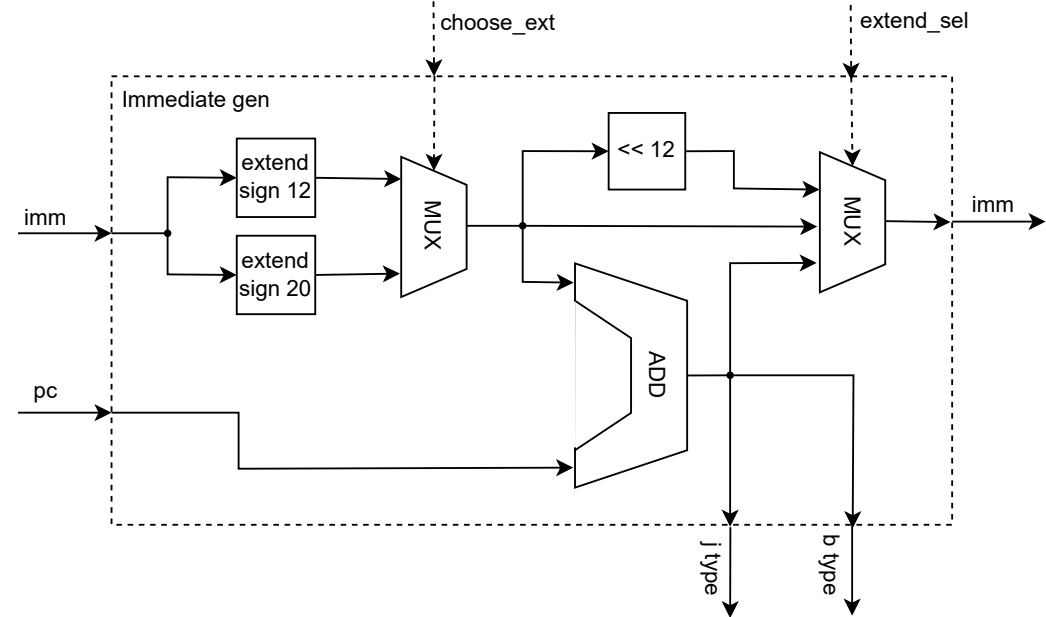 choose_ext
extend_sel
Immediate gen
extend
sign 12
<< 12
MUX
MUX
imm
imm
extend
sign 20
ADD
pc
j type
b type